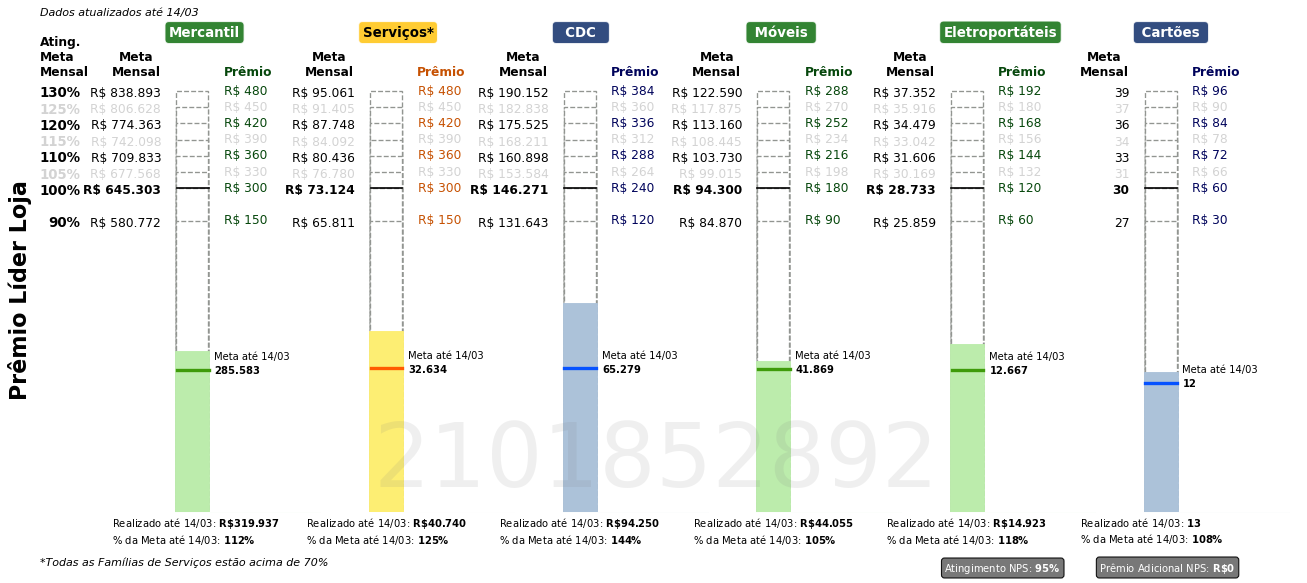 Dados atualizados até 14/03
Mercantil Serviços* CDC Móveis Eletroportáteis Cartões
Ating. Meta Mensal Meta Mensal Prêmio Meta Mensal Prêmio Meta Mensal Prêmio Meta Mensal Prêmio Meta Mensal Prêmio Meta Mensal Prêmio
130% R$ 838.893 R$ 480 R$ 95.061 R$ 480 R$ 190.152 R$ 384 R$ 122.590 R$ 288 R$ 37.352 R$ 192 39 R$ 96
125% R$ 806.628 R$ 450 R$ 91.405 R$ 450 R$ 182.838 R$ 360 R$ 117.875 R$ 270 R$ 35.916 R$ 180 37 R$ 90
120% R$ 774.363 R$ 420 R$ 87.748 R$ 420 R$ 175.525 R$ 336 R$ 113.160 R$ 252 R$ 34.479 R$ 168 36 R$ 84
115% R$ 742.098 R$ 390 R$ 84.092 R$ 390 R$ 168.211 R$ 312 R$ 108.445 R$ 234 R$ 33.042 R$ 156 34 R$ 78
110% R$ 709.833 R$ 360 R$ 80.436 R$ 360 R$ 160.898 R$ 288 R$ 103.730 R$ 216 R$ 31.606 R$ 144 33 R$ 72
105% R$ 677.568 R$ 330 R$ 76.780 R$ 330 R$ 153.584 R$ 264 R$ 99.015 R$ 198 R$ 30.169 R$ 132 31 R$ 66
100% R$ 645.303 R$ 300 R$ 73.124 R$ 300 R$ 146.271 R$ 240 R$ 94.300 R$ 180 R$ 28.733 R$ 120 30 R$ 60
90% R$ 580.772 R$ 150 R$ 65.811 R$ 150 R$ 131.643 R$ 120 R$ 84.870 R$ 90 R$ 25.859 R$ 60 27 R$ 30
Prêmio Líder Loja
Meta até 14/03 Meta até 14/03 Meta até 14/03 Meta até 14/03 Meta até 14/03 Meta até 14/03
285.583 32.634 65.279 41.869 12.667 12
2101852892
Realizado até 14/03: R$319.937 Realizado até 14/03: R$40.740 Realizado até 14/03: R$94.250 Realizado até 14/03: R$44.055 Realizado até 14/03: R$14.923 Realizado até 14/03: 13
% da Meta até 14/03: 112% % da Meta até 14/03: 125% % da Meta até 14/03: 144% % da Meta até 14/03: 105% % da Meta até 14/03: 118% % da Meta até 14/03: 108%
*Todas as Famílias de Serviços estão acima de 70% Atingimento NPS: 95% Prêmio Adicional NPS: R$0